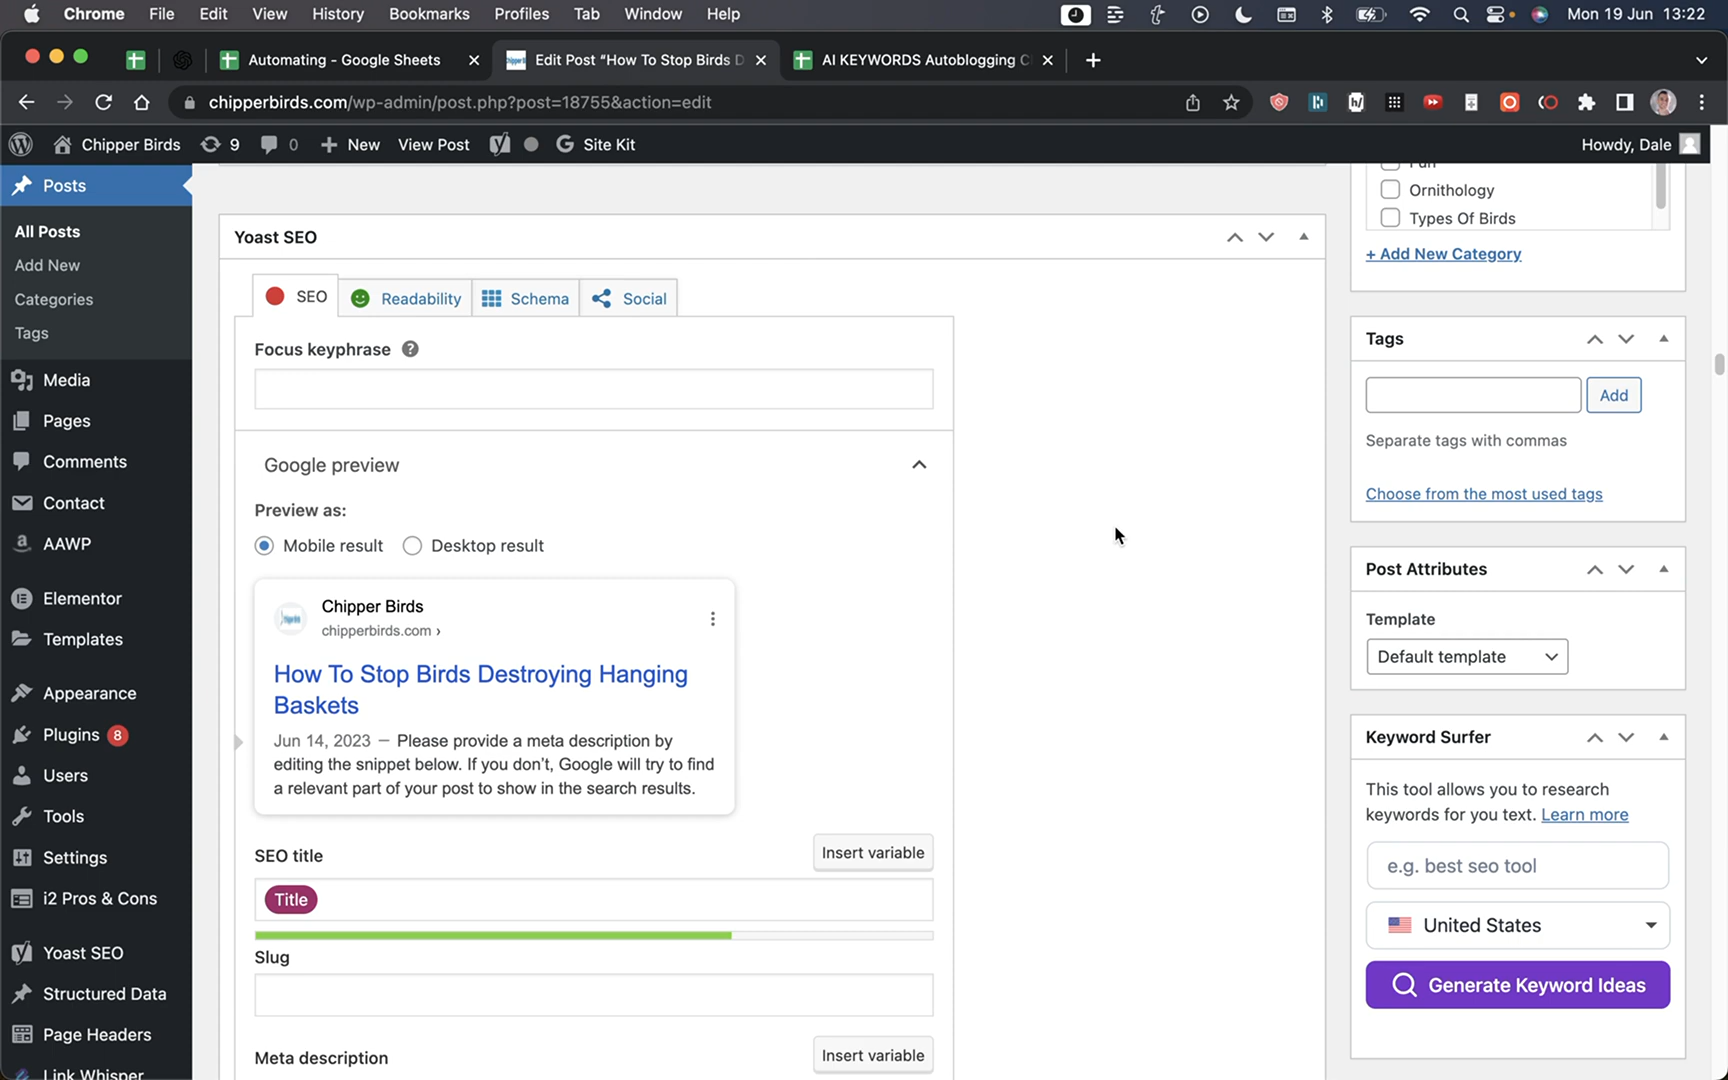 Chrome File Edit View History Bookmarks Profiles Tab Window Help Mon 19 Jun 13:22
Automating - Google Sheets Edit Post “How To Stop Birds D AI KEYWORDS Autoblogging C
chipperbirds.com/wp-admin/post.php?post=18755&action=edit
Chipper Birds 9 0 New View Post Site Kit Howdy, Dale
Posts
All Posts
Add New
Categories
Tags
Media
Pages
Comments
Contact
AAWP
Elementor
Templates
Appearance
Plugins 8
Users
Tools
Settings
i2 Pros & Cons
Yoast SEO
Structured Data
Page Headers
Link Whisper
Yoast SEO
SEO Readability Schema Social
Focus keyphrase ?
Google preview
Preview as:
Mobile result Desktop result
Chipper Birds
chipperbirds.com ›
How To Stop Birds Destroying Hanging
Baskets
Jun 14, 2023 － Please provide a meta description by
editing the snippet below. If you don’t, Google will try to find
a relevant part of your post to show in the search results.
SEO title Insert variable
Title
Slug
Meta description Insert variable
Ornithology
Types Of Birds
+ Add New Category
Tags
Add
Separate tags with commas
Choose from the most used tags
Post Attributes
Template
Default template
Keyword Surfer
This tool allows you to research
keywords for you text. Learn more
e.g. best seo tool
United States
Generate Keyword Ideas